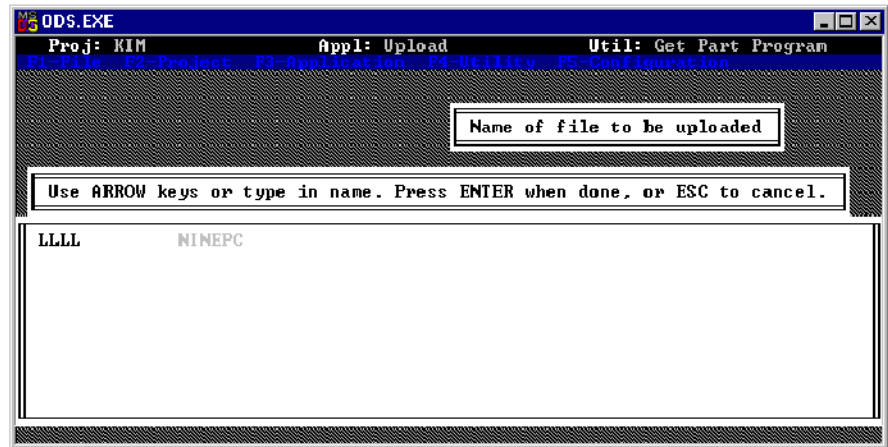 MS DOS ODS.EXE
Proj: KIM Appl: Upload Util: Get Part Program
F1-File F2-Project F3-Application F4-Utility F5-Configuration
Name of file to be uploaded
Use ARROW keys or type in name. Press ENTER when done, or ESC to cancel.
LLLL NINEPC